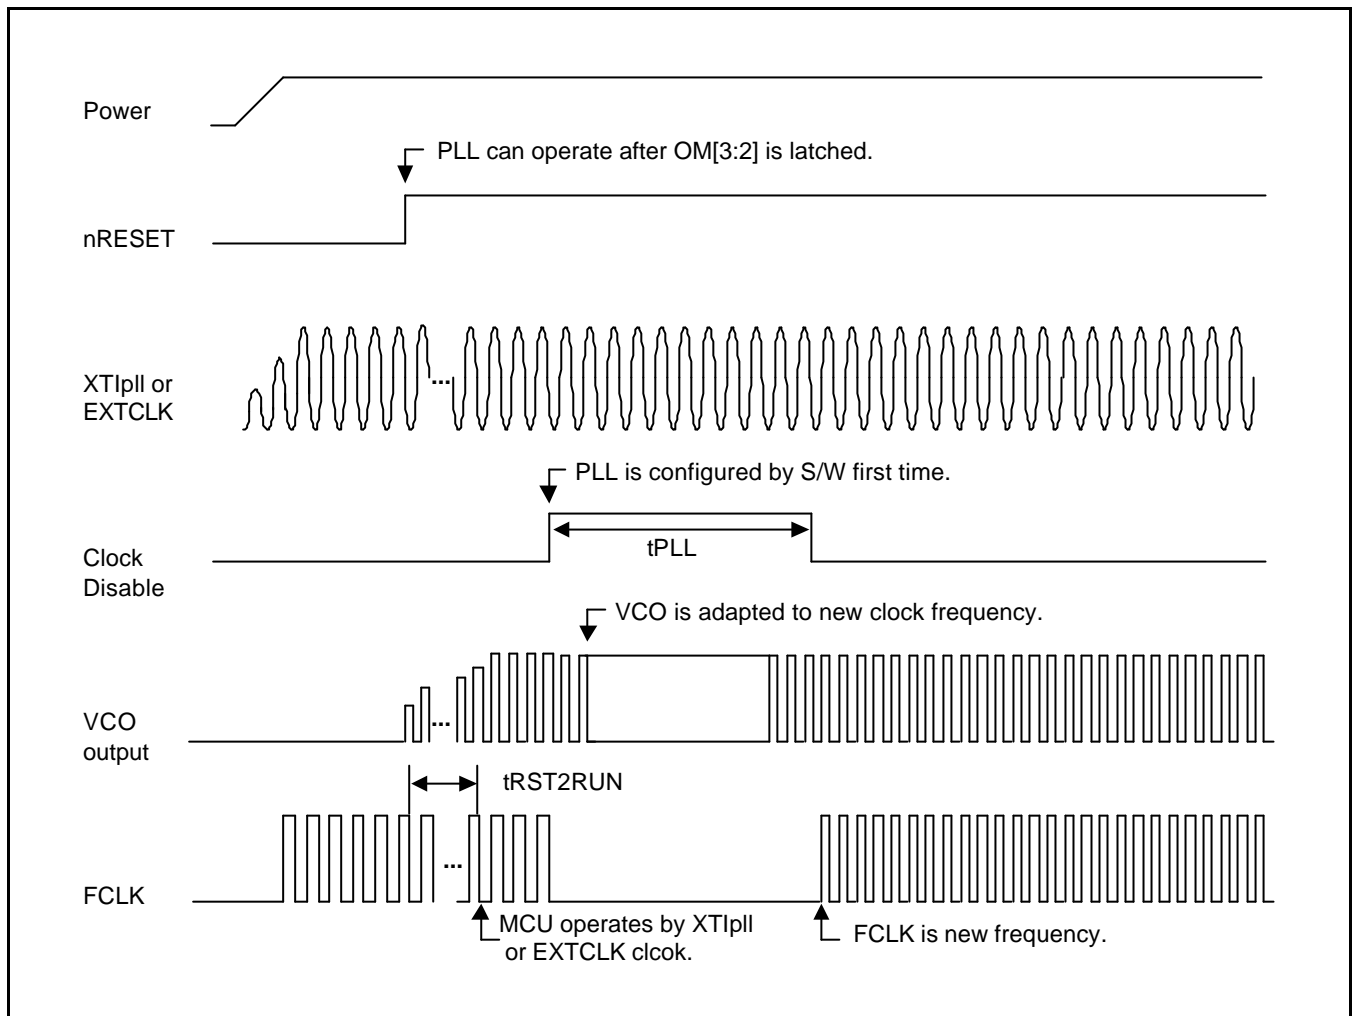 Power
PLL can operate after OM[3:2] is latched.
nRESET
XTIpll or
EXTCLK
...
PLL is configured by S/W first time.
tPLL
Clock
Disable
VCO is adapted to new clock frequency.
VCO
output
...
tRST2RUN
...
FCLK
MCU operates by XTIpll
or EXTCLK clcok.
FCLK is new frequency.